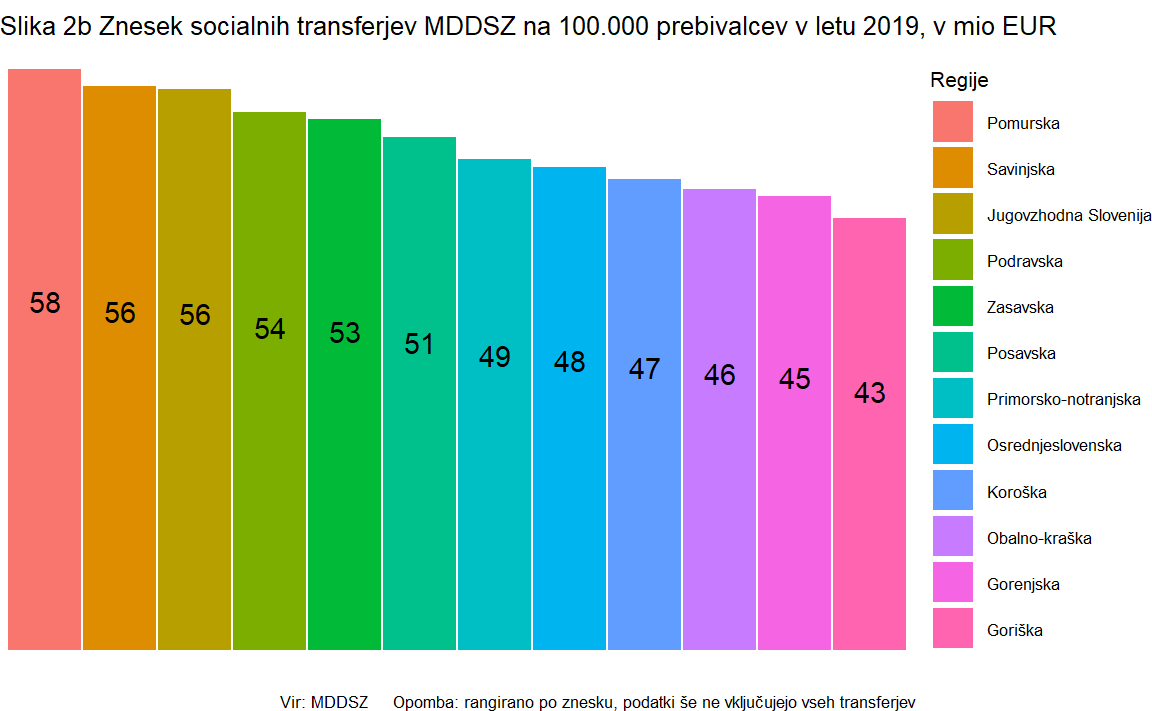 Slika 2b Znesek socialnih transferjev MDDSZ na 100.000 prebivalcev v letu 2019, v mio EUR
58
56
56
54
53
51
49
48
47
46
45
43
Regije
Pomurska
Savinjska
Jugovzhodna Slovenija
Podravska
Zasavska
Posavska
Primorsko-notranjska
Osrednjeslovenska
Koroška
Obalno-kraška
Gorenjska
Goriška
Vir: MDDSZ Opomba: rangirano po znesku, podatki še ne vključujejo vseh transferjev